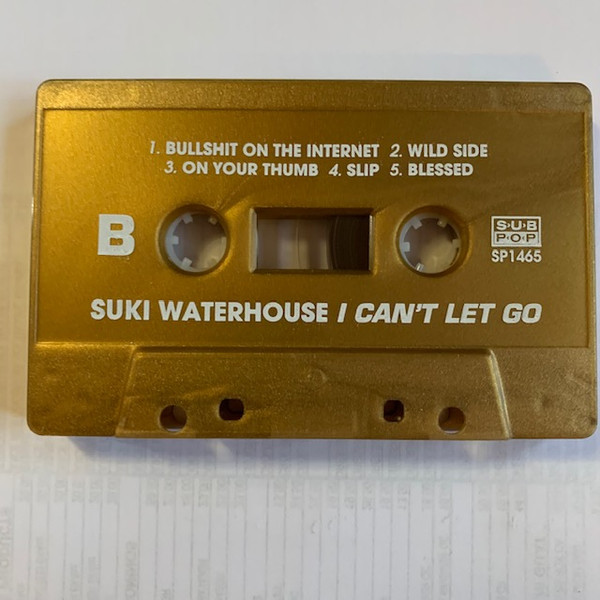 1. BULLSHIT ON THE INTERNET 2. WILD SIDE
3. ON YOUR THUMB 4. SLIP 5. BLESSED
B
SUB
POP
SP1465
SUKI WATERHOUSE I CAN'T LET GO